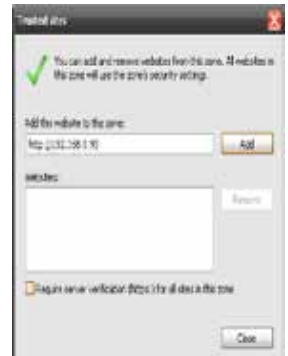 Trusted sites
You can add and remove websites from this zone. All websites in
this zone will use the zone's security settings.
Add this website to the zone:
Add
Websites:
Remove
Require server verification (https:) for all sites in this zone
Close